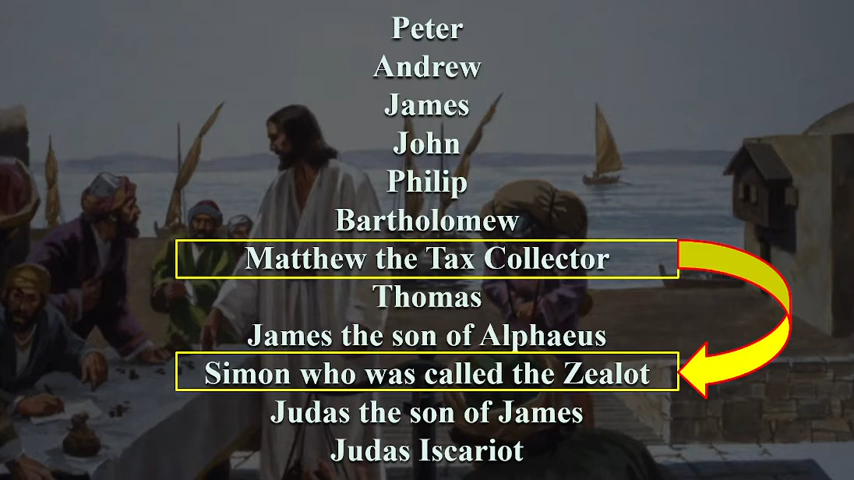 Peter
Andrew
James
John
Philip
Bartholomew
Matthew the Tax Collector
Thomas
James the son of Alphaeus
Simon who was called the Zealot
Judas the son of James
Judas Iscariot